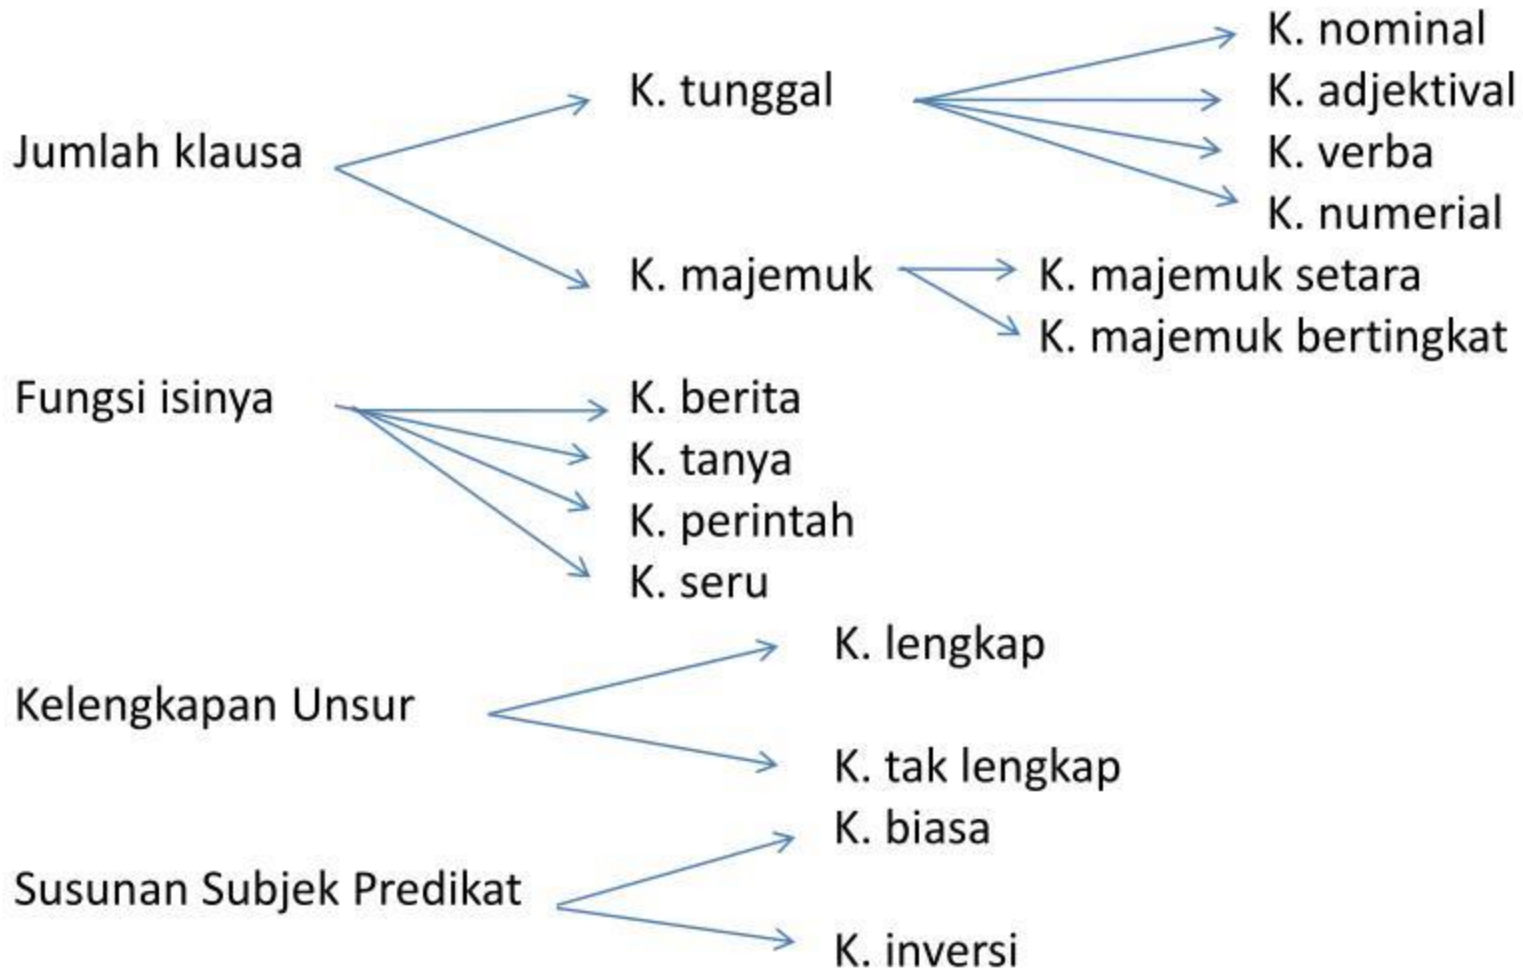 K. nominal
K. tunggal K. adjektival
Jumlah klausa K. verba
K. numerial
K. majemuk K. majemuk setara
K. majemuk bertingkat
Fungsi isinya K. berita
K. tanya
K. perintah
K. seru
K. lengkap
Kelengkapan Unsur
K. tak lengkap
K. biasa
Susunan Subjek Predikat
K. inversi